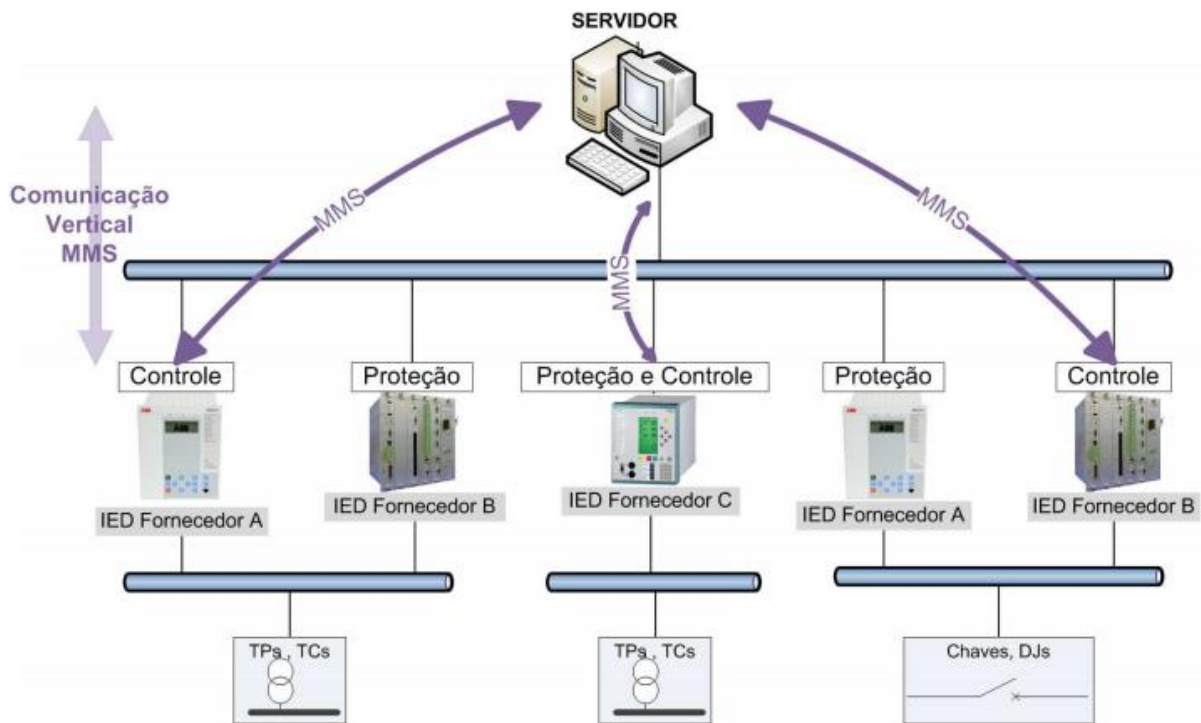 SERVIDOR
Comunicação
Vertical
MMS
MMS
MMS
MMS
Controle
Proteção
Proteção e Controle
Proteção
Controle
IED Fornecedor A
IED Fornecedor B
IED Fornecedor C
IED Fornecedor A
IED Fornecedor B
TPs , TCs
TPs , TCs
Chaves, DJs